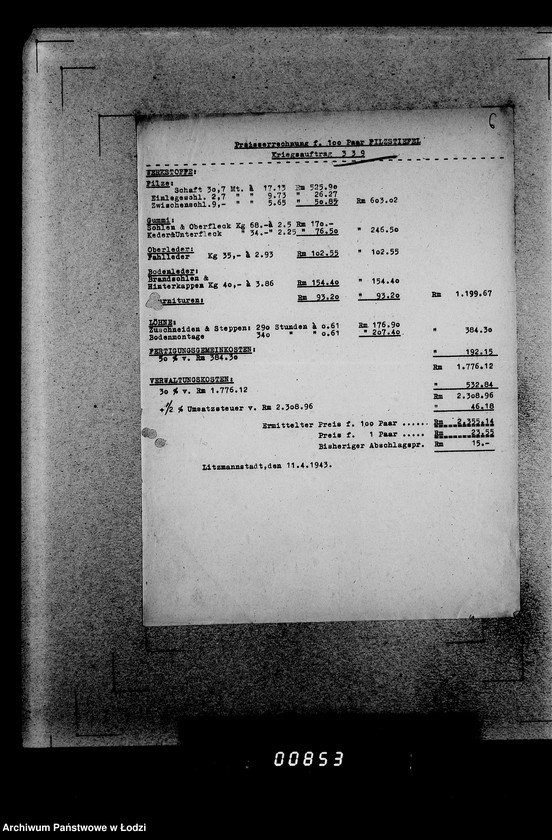 6
Preiserrechnung f. 100 Paar FILZSTIEFEL
Kriegsauftrag 3 3 9
WERKSTOFFE:
Filze:
Schaft 30,7 Mt. à 17.13 Rm 525.90
Einlegesohl. 2,7 " " 9.73 " 26.27
Zwischensohl.9,- " " 5.65 " 50.85 Rm 603.02
Gummi:
Sohlen & Oberfleck Kg 68.-à 2.5 Rm 170.-
Keder&Unterfleck " 34.-" 2.25 " 76.50 " 246.50
Oberleder:
Fahlleder Kg 35,- à 2.93 Rm 102.55 " 102.55
Bodenleder:
Brandsohlen &
Hinterkappen Kg 40,- à 3.86 Rm 154.40 " 154.40
urnituren: Rm 93.20 " 93.20 Rm 1.199.67
LÖHNE:
Zuschneiden & Steppen: 290 Stunden à 0.61 Rm 176.90
Bodenmontage 340 " " 0.61 " 207.40 " 384.30
FERTIGUNGSGEMEINKOSTEN: " 192.15
50 % v. Rm 384.30
Rm 1.776.12
VERWALTUNGSKOSTEN:
30 % v. Rm 1.776.12 " 532.84
Rm 2.308.96
% Umsatzsteuer v. Rm 2.308.96 " 46.18
Ermittelter Preis f. 100 Paar ..... Rm 2.355.14
Preis f. 1 Paar ..... Rm 23.55
Bisheriger Abschlagspr. Rm 15.-
Litzmannstadt,den 11.4.1943.
00853
Archiwum Państwowe w Łodzi